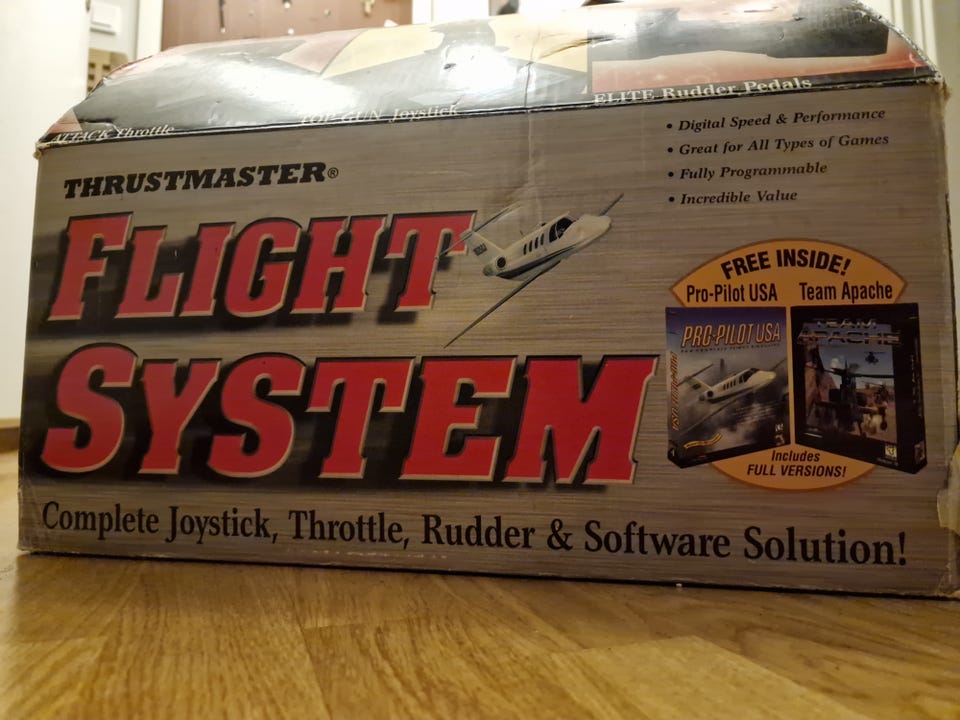 ATTACK Throttle
TOP GUN Joystick
ELITE Rudder Pedals
• Digital Speed & Performance
• Great for All Types of Games
• Fully Programmable
• Incredible Value
THRUSTMASTER®
FLIGHT
SYSTEM
FREE INSIDE!
Pro-Pilot USA Team Apache
PRO-PILOT USA
TEAM
APACHE
Includes
FULL VERSIONS!
Complete Joystick, Throttle, Rudder & Software Solution!